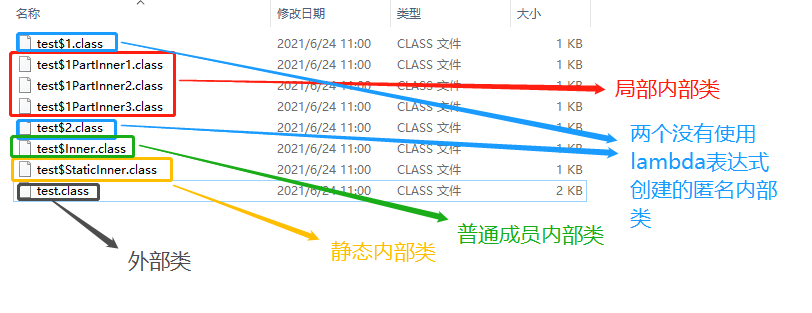 名称 修改日期 类型 大小
test$1.class 2021/6/24 11:00 CLASS 文件 1 KB
test$1PartInner1.class 2021/6/24 11:00 CLASS 文件 1 KB
test$1PartInner2.class 2021/6/24 11:00 CLASS 文件 1 KB
test$1PartInner3.class 2021/6/24 11:00 CLASS 文件 1 KB
test$2.class 2021/6/24 11:00 CLASS 文件 1 KB
test$Inner.class 2021/6/24 11:00 CLASS 文件 1 KB
test$StaticInner.class 2021/6/24 11:00 CLASS 文件 1 KB
test.class 2021/6/24 11:00 CLASS 文件 2 KB
局部内部类
两个没有使用
lambda表达式
创建的匿名内部
类
普通成员内部类
静态内部类
外部类